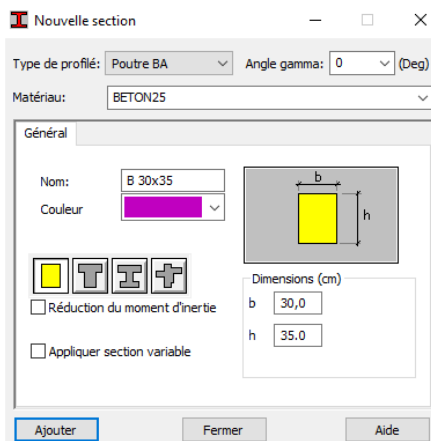 Nouvelle section
Type de profilé: Poutre BA Angle gamma: 0 (Deg)
Matériau: BETON25
Général
Nom: B 30x35
Couleur
b
h
Réduction du moment d'inertie
Appliquer section variable
Dimensions (cm)
b 30,0
h 35.0
Ajouter Fermer Aide